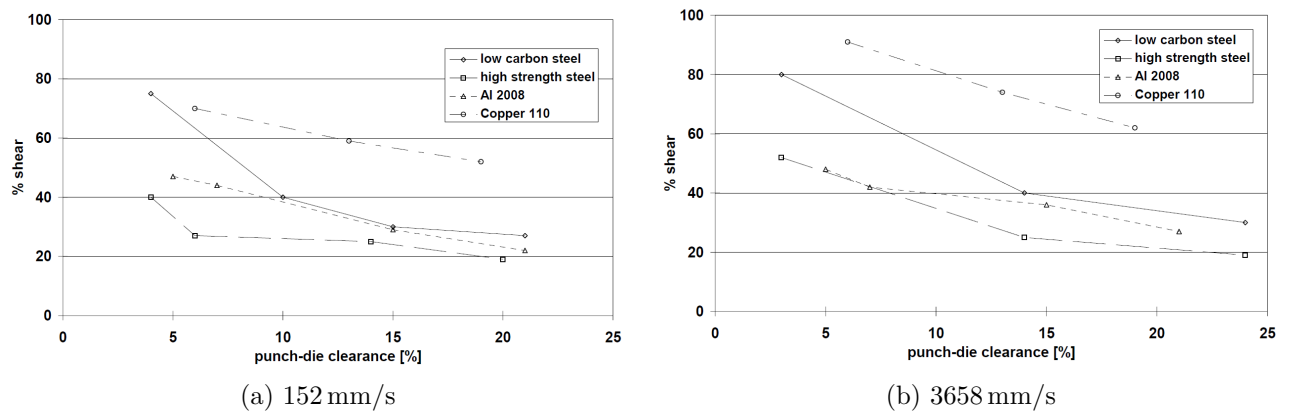 100
80
60
40
20
0
% shear
0 5 10 15 20 25
punch-die clearance [%]
low carbon steel
high strength steel
Al 2008
Copper 110
(a) 152 mm/s
100
80
60
40
20
0
% shear
0 5 10 15 20 25
punch-die clearance [%]
low carbon steel
high strength steel
Al 2008
Copper 110
(b) 3658 mm/s